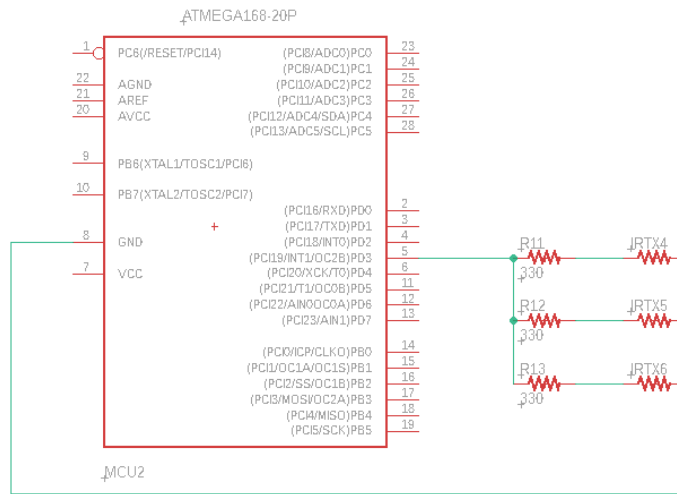 ATMEGA168-20P
1 PC6(/RESET/PCI14) (PCI8/ADC0)PC0 23
(PCI9/ADC1)PC1 24
22 AGND (PCI10/ADC2)PC2 25
21 AREF (PCI11/ADC3)PC3 26
20 AVCC (PCI12/ADC4/SDA)PC4 27
(PCI13/ADC5/SCL)PC5 28
9 PB6(XTAL1/TOSC1/PCI6)
10 PB7(XTAL2/TOSC2/PCI7)
(PCI16/RXD)PD0 2
(PCI17/TXD)PD1 3
8 GND (PCI18/INT0)PD2 4
(PCI19/INT1/OC2B)PD3 5
7 VCC (PCI20/XCK/T0)PD4 6
(PCI21/T1/OC0B)PD5 11
(PCI22/AIN0OC0A)PD6 12
(PCI23/AIN1)PD7 13
(PCI0/ICP/CLKO)PB0 14
(PCI1/OC1A/OC1S)PB1 15
(PCI2/SS/OC1B)PB2 16
(PCI3/MOSI/OC2A)PB3 17
(PCI4/MISO)PB4 18
(PCI5/SCK)PB5 19
MCU2
R11 IRTX4
330
R12 IRTX5
330
R13 IRTX6
330